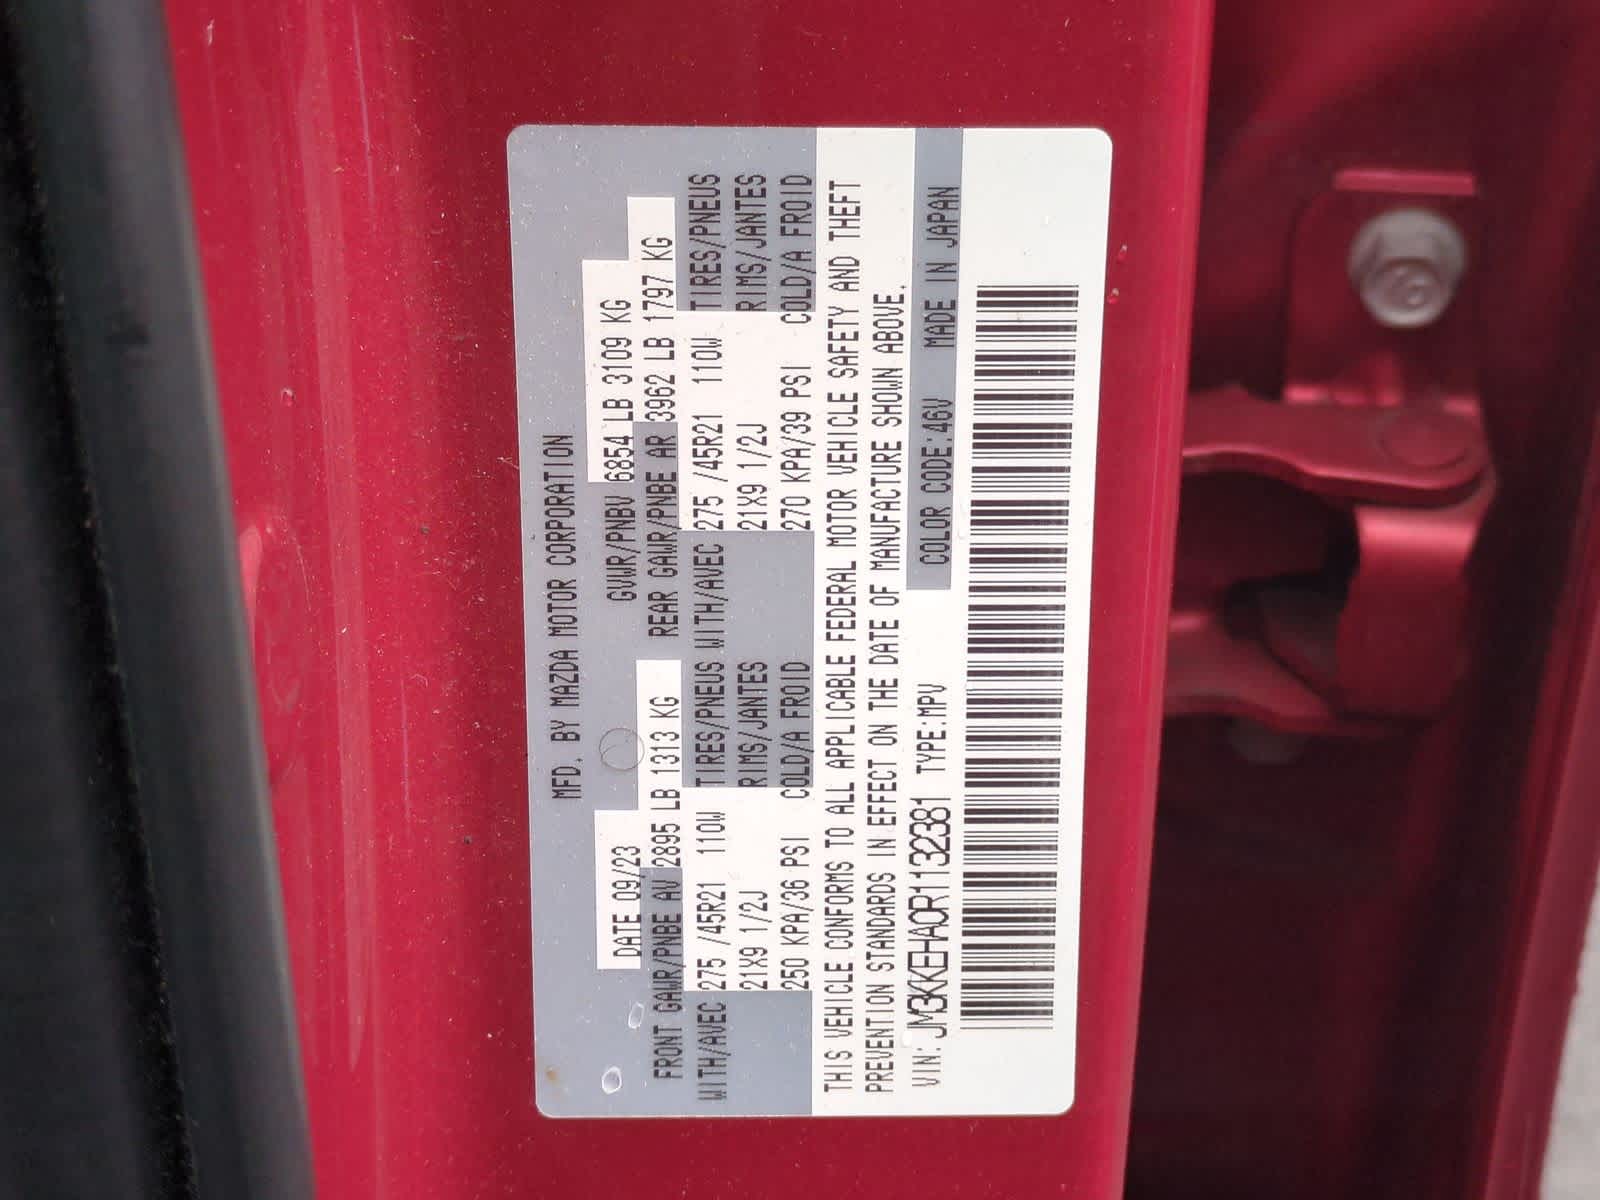 MFD. BY MAZDA MOTOR CORPORATION
DATE 09/23 GVWR/PNBV 6854 LB 3109 KG
FRONT GAWR/PNBE AV 2895 LB 1313 KG REAR GAWR/PNBE AR 3962 LB 1797 KG
WITH/AVEC 275 /45R21 110W TIRES/PNEUS WITH/AVEC 275 /45R21 110W TIRES/PNEUS
21X9 1/2J RIMS/JANTES 21X9 1/2J RIMS/JANTES
250 KPA/36 PSI COLD/A FROID 270 KPA/39 PSI COLD/A FROID
THIS VEHICLE CONFORMS TO ALL APPLICABLE FEDERAL MOTOR VEHICLE SAFETY AND THEFT
PREVENTION STANDARDS IN EFFECT ON THE DATE OF MANUFACTURE SHOWN ABOVE.
VIN: JM3KKEHA0R1132381 TYPE:MPV COLOR CODE:46V MADE IN JAPAN